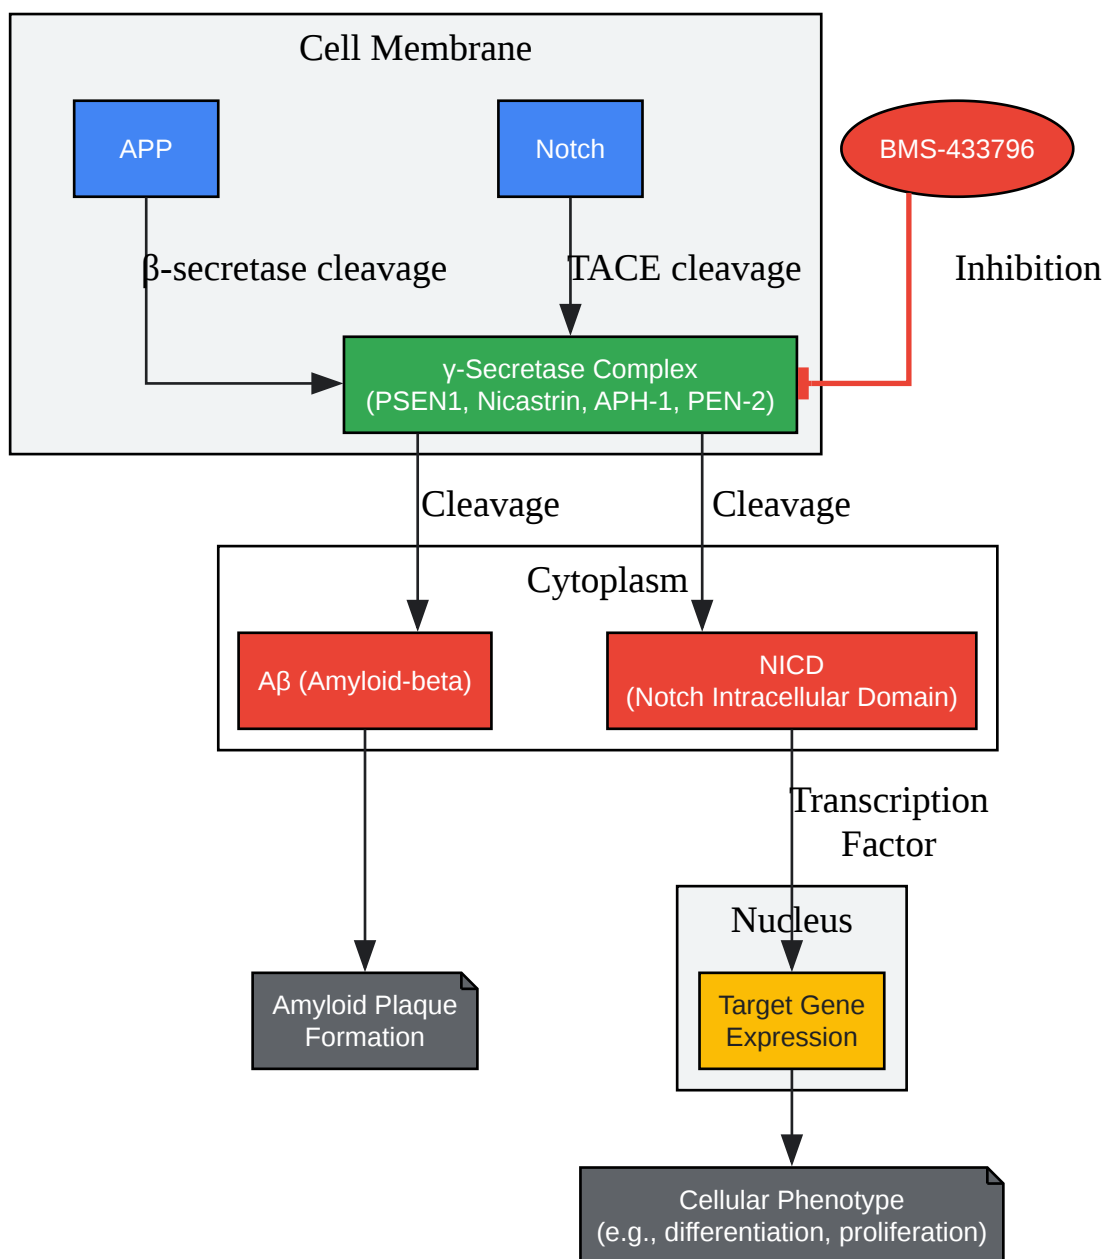 Cell Membrane
APP
Notch
BMS-433796
β-secretase cleavage
TACE cleavage
Inhibition
γ-Secretase Complex
(PSEN1, Nicastrin, APH-1, PEN-2)
Cleavage
Cleavage
Cytoplasm
Aβ (Amyloid-beta)
NICD
(Notch Intracellular Domain)
Transcription
Factor
Nucleus
Amyloid Plaque
Formation
Target Gene
Expression
Cellular Phenotype
(e.g., differentiation, proliferation)